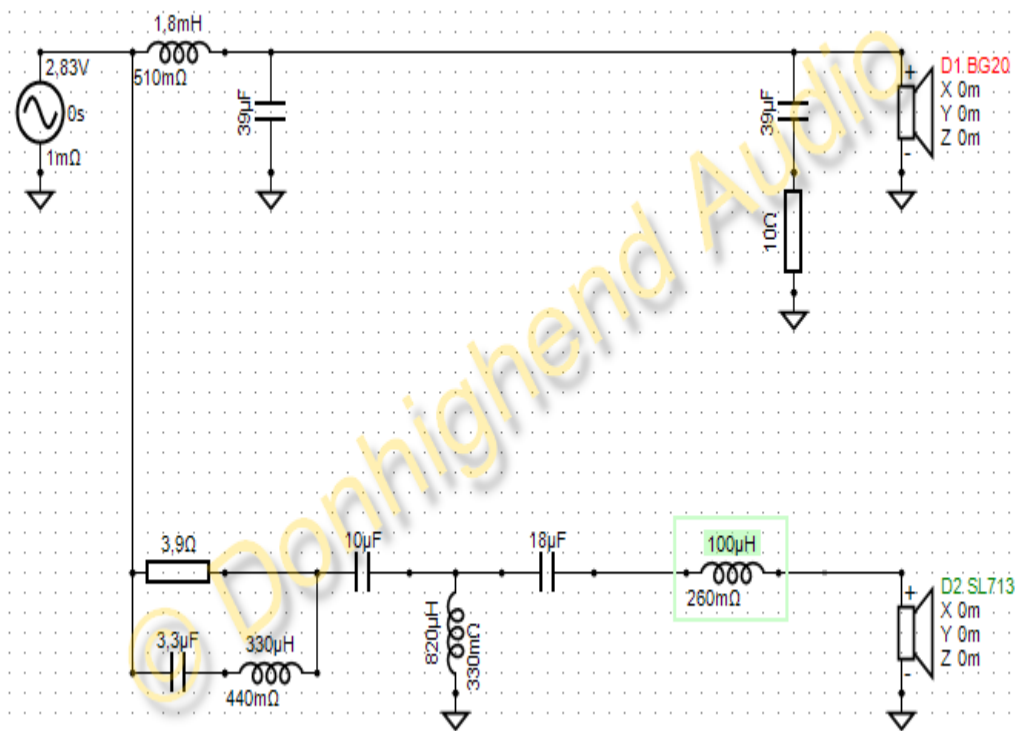 1,8mH
2,83V
510mΩ
0s
1mΩ
39µF
39µF
10Ω
D1.BG20
X 0m
Y 0m
Z 0m
+
-
© Donhighend Audio
3,9Ω
10µF
18µF
100µH
260mΩ
3,3µF
330µH
440mΩ
820µH
330mΩ
D2.SL713
X 0m
Y 0m
Z 0m
+
-